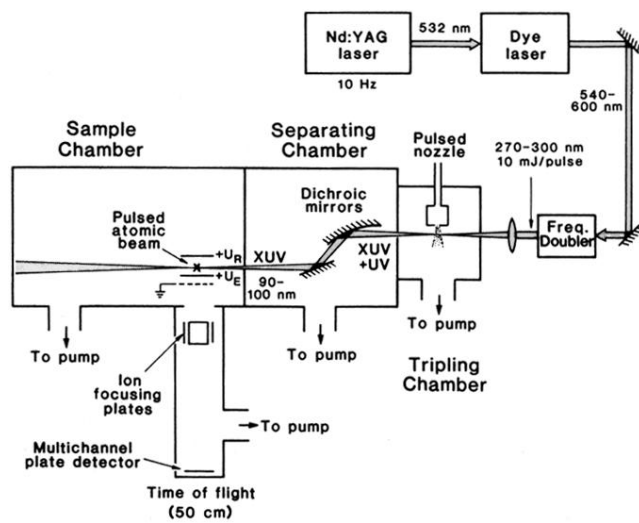 Nd:YAG
laser
10 Hz
532 nm
Dye
laser
540–
600 nm
270–300 nm
10 mJ/pulse
Freq.
Doubler
Pulsed
nozzle
Sample
Chamber
Separating
Chamber
Dichroic
mirrors
Pulsed
atomic
beam
+UR
+UE
XUV
90–
100 nm
XUV
+UV
To pump
To pump
To pump
Tripling
Chamber
Ion
focusing
plates
To pump
Multichannel
plate detector
Time of flight
(50 cm)